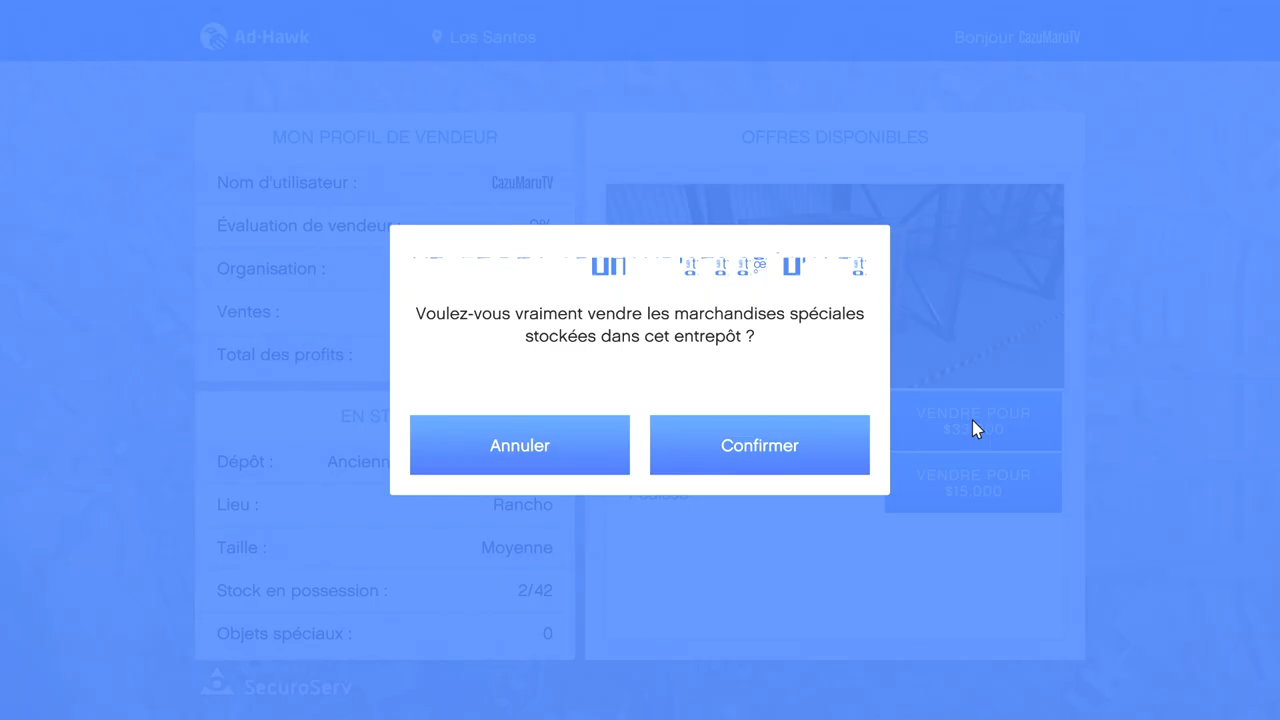 Ad·Hawk
Los Santos
Bonjour CazuMaruTV
MON PROFIL DE VENDEUR
Nom d'utilisateur :
CazuMaruTV
Évaluation de vendeur :
0%
Organisation :
Ventes :
Total des profits :
OFFRES DISPONIBLES
Voulez-vous vraiment vendre les marchandises spéciales
stockées dans cet entrepôt ?
Annuler
Confirmer
VENDRE POUR
VENDRE POUR
$15,000
EN
Dépôt :
Lieu :
Rancho
Taille :
Moyenne
Stock en possession :
2/42
Objets spéciaux :
0
SecuroServ